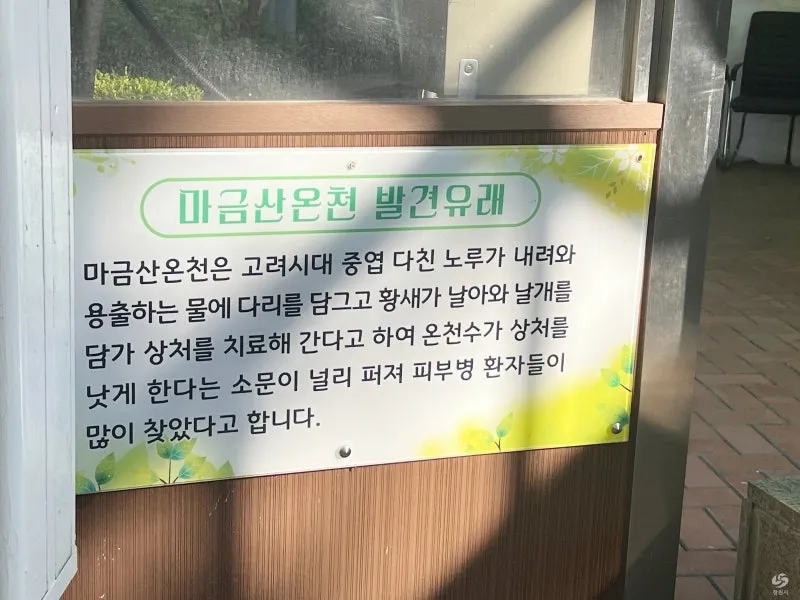 마금산온천 발견유래
마금산온천은 고려시대 중엽 다친 노루가 내려와
용출하는 물에 다리를 담그고 황새가 날아와 날개를
담가 상처를 치료해 간다고 하여 온천수가 상처를
낫게 한다는 소문이 널리 퍼져 피부병 환자들이
많이 찾았다고 합니다.
창원시